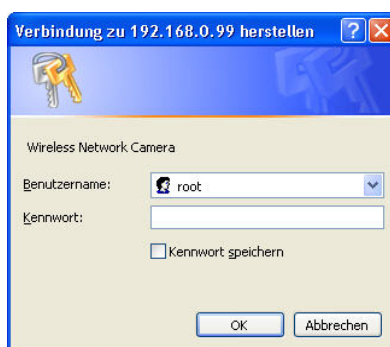 Verbindung zu 192.168.0.99 herstellen
Wireless Network Camera
Benutzername:
root
Kennwort:
Kennwort speichern
OK
Abbrechen